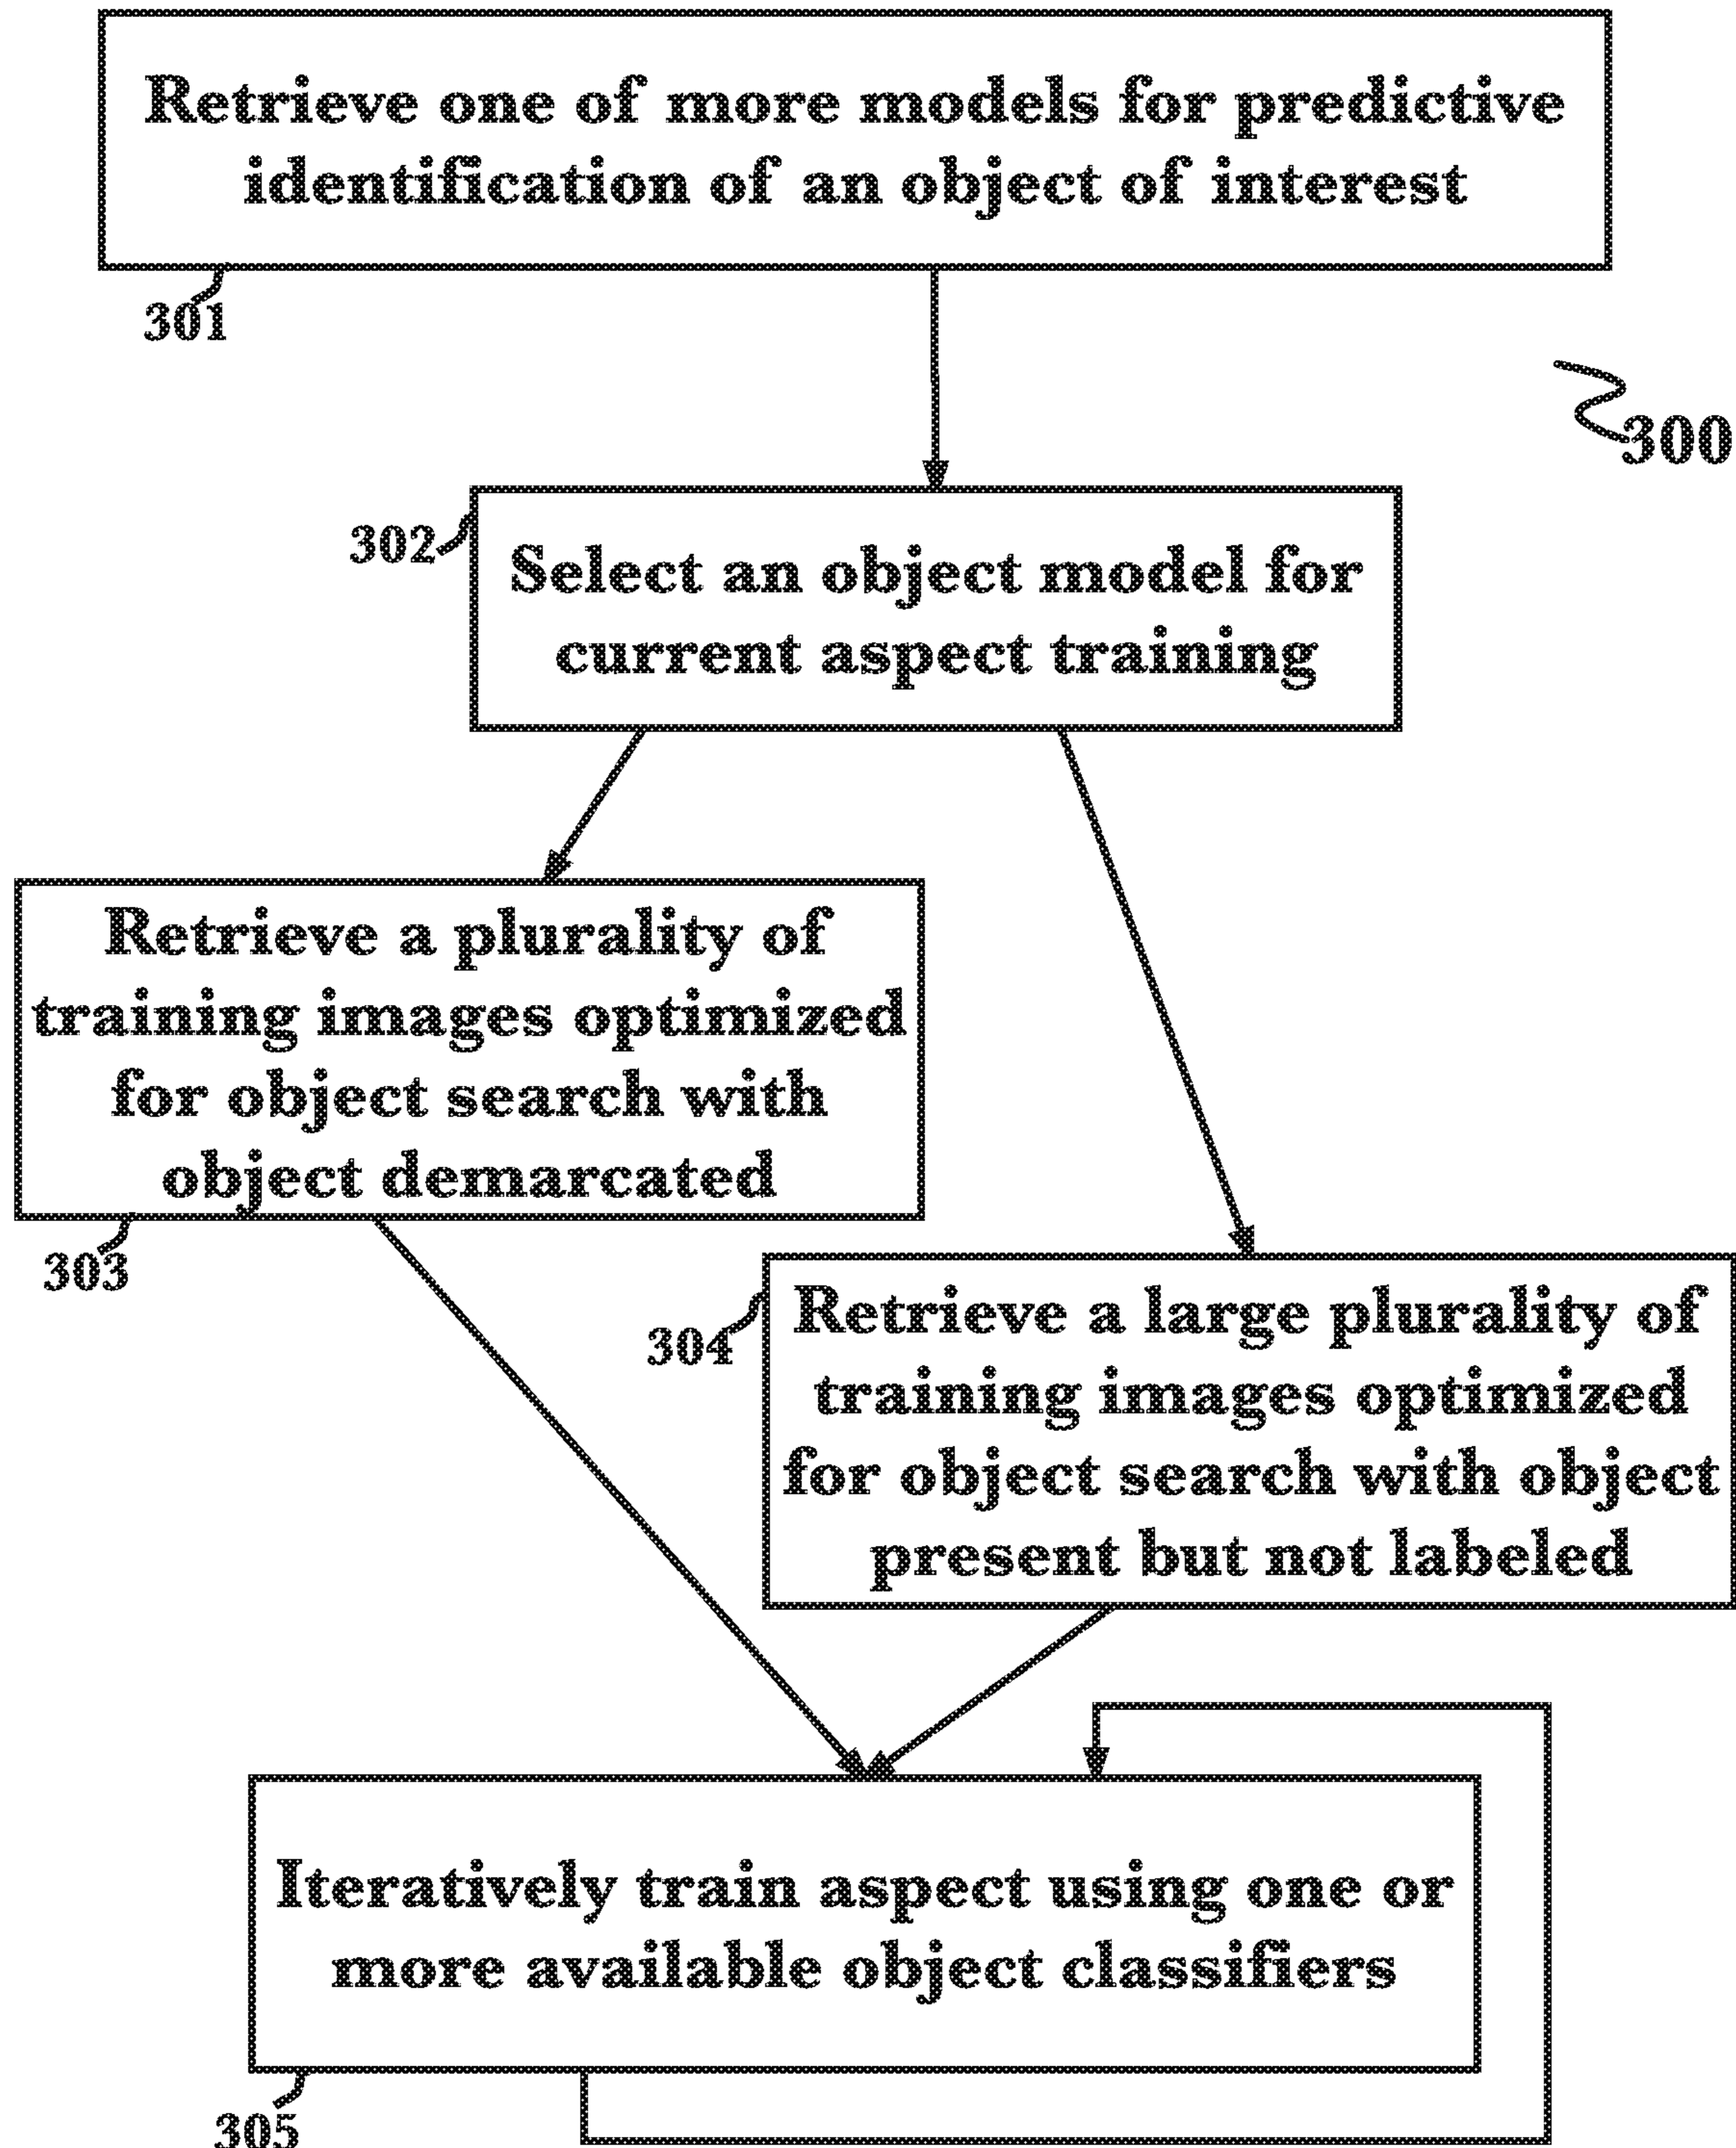 Retrieve one of more models for predictive
identification of an object of interest
301
300
302
Select an object model for
current aspect training
Retrieve a plurality of
training images optimized
for object search with
object demarcated
303
304
Retrieve a large plurality of
training images optimized
for object search with object
present but not labeled
Iteratively train aspect using one or
more available object classifiers
305